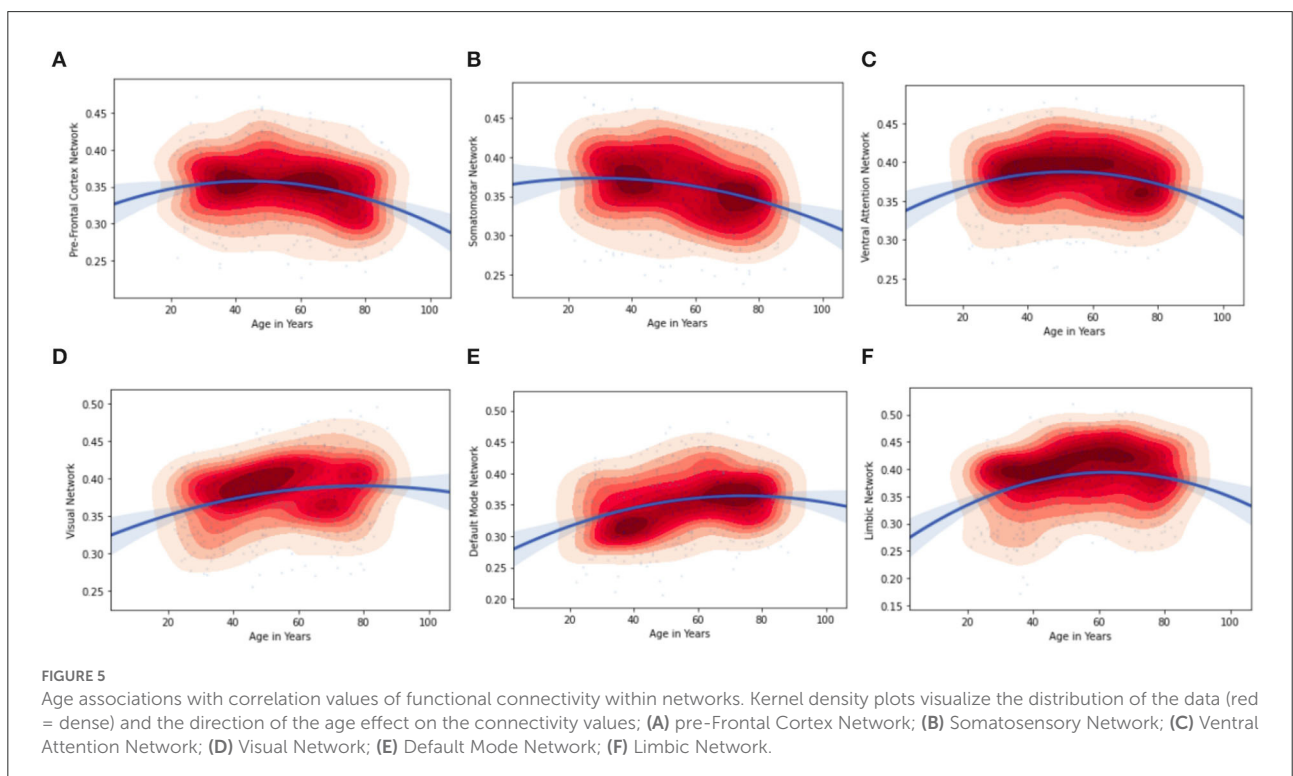 A
B
C
Pre-Frontal Cortex Network
0.45
0.40
0.35
0.30
0.25
20 40 60 80 100
Age in Years
Somatomotar Network
0.45
0.40
0.35
0.30
0.25
20 40 60 80 100
Age in Years
Ventral Attention Network
0.45
0.40
0.35
0.30
0.25
20 40 60 80 100
Age in Years
D
E
F
Visual Network
0.50
0.45
0.40
0.35
0.30
0.25
20 40 60 80 100
Age in Years
Default Mode Network
0.50
0.45
0.40
0.35
0.30
0.25
0.20
20 40 60 80 100
Age in Years
Limbic Network
0.50
0.45
0.40
0.35
0.30
0.25
0.20
0.15
20 40 60 80 100
Age in Years
FIGURE 5
Age associations with correlation values of functional connectivity within networks. Kernel density plots visualize the distribution of the data (red
= dense) and the direction of the age effect on the connectivity values; (A) pre-Frontal Cortex Network; (B) Somatosensory Network; (C) Ventral
Attention Network; (D) Visual Network; (E) Default Mode Network; (F) Limbic Network.